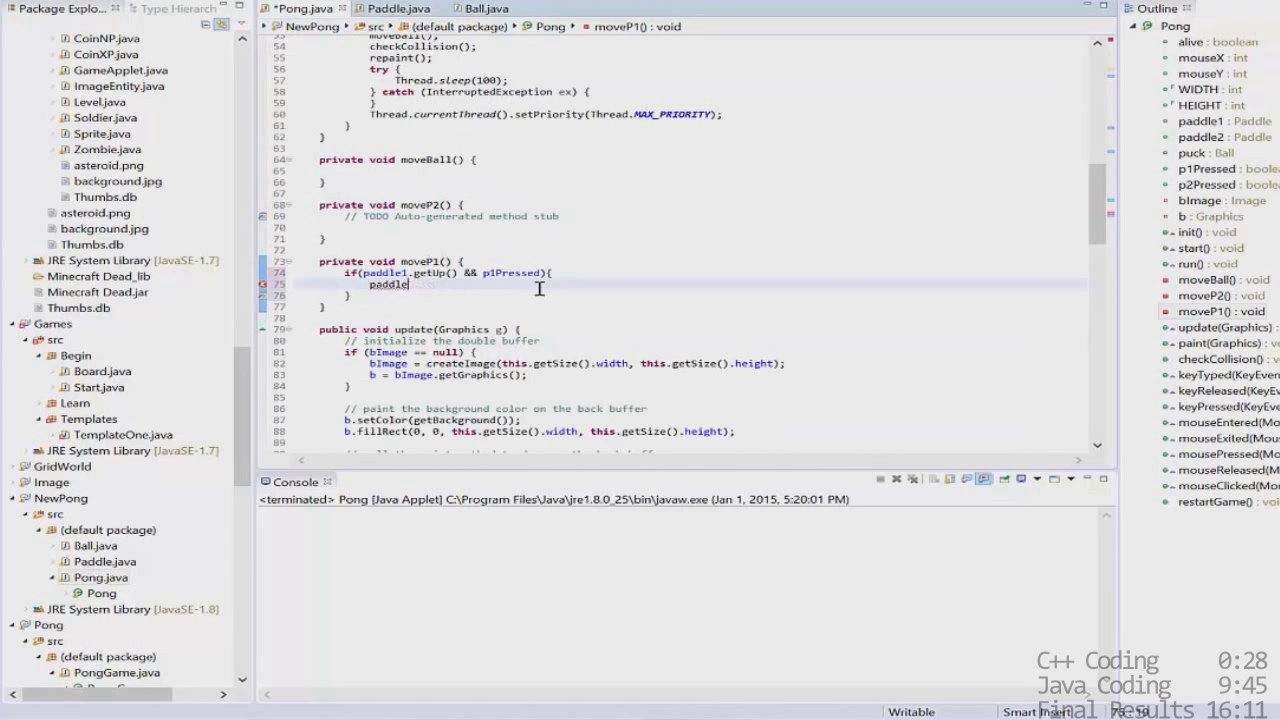 Package Explo...
Type Hierarch
CoinNP.java
CoinXP.java
GameApplet.java
ImageEntity.java
Level.java
Soldier.java
Sprite.java
Zombie.java
asteroid.png
background.jpg
Thumbs.db
asteroid.png
background.jpg
Thumbs.db
JRE System Library [JavaSE-1.7]
Minecraft Dead_lib
Minecraft Dead.jar
Thumbs.db
Games
src
Begin
Board.java
Start.java
Learn
Templates
TemplateOne.java
JRE System Library [JavaSE-1.7]
GridWorld
Image
NewPong
src
(default package)
Ball.java
Paddle.java
Pong.java
Pong
JRE System Library [JavaSE-1.8]
Pong
src
(default package)
PongGame.java
*Pong.java
Paddle.java
Ball.java
NewPong
src
(default package)
Pong
moveP1() : void
53 moveBall();
54 checkCollision();
55 repaint();
56 try {
57 Thread.sleep(100);
58 } catch (InterruptedException ex) {
59 }
60 Thread.currentThread().setPriority(Thread.MAX_PRIORITY);
61 }
62 }
63
64 private void moveBall() {
65
66 }
67
68 private void moveP2() {
69 // TODO Auto-generated method stub
70
71 }
72
73 private void moveP1() {
74 if(paddle1.getUp() && p1Pressed){
75 paddle
76 }
77 }
78
79 public void update(Graphics g) {
80 // initialize the double buffer
81 if (bImage == null) {
82 bImage = createImage(this.getSize().width, this.getSize().height);
83 b = bImage.getGraphics();
84 }
85
86 // paint the background color on the back buffer
87 b.setColor(getBackground());
88 b.fillRect(0, 0, this.getSize().width, this.getSize().height);
89
Console
<terminated> Pong [Java Applet] C:\Program Files\Java\jre1.8.0_25\bin\javaw.exe (Jan 1, 2015, 5:20:01 PM)
Outline
Pong
alive : boolean
mouseX : int
mouseY : int
WIDTH : int
HEIGHT : int
paddle1 : Paddle
paddle2 : Paddle
puck : Ball
p1Pressed : boolean
p2Pressed : boolean
bImage : Image
b : Graphics
init() : void
start() : void
run() : void
moveBall() : void
moveP2() : void
moveP1() : void
update(Graphics) : 
paint(Graphics) : vo
checkCollision() : vo
keyTyped(KeyEven
keyReleased(KeyEv
keyPressed(KeyEve
mouseEntered(Mo
mouseExited(Mous
mousePressed(Mo
mouseReleased(Mo
mouseClicked(Mou
restartGame() : voi
C++ Coding 0:28
Java Coding 9:45
Final Results 16:11
Writable
Smart Insert